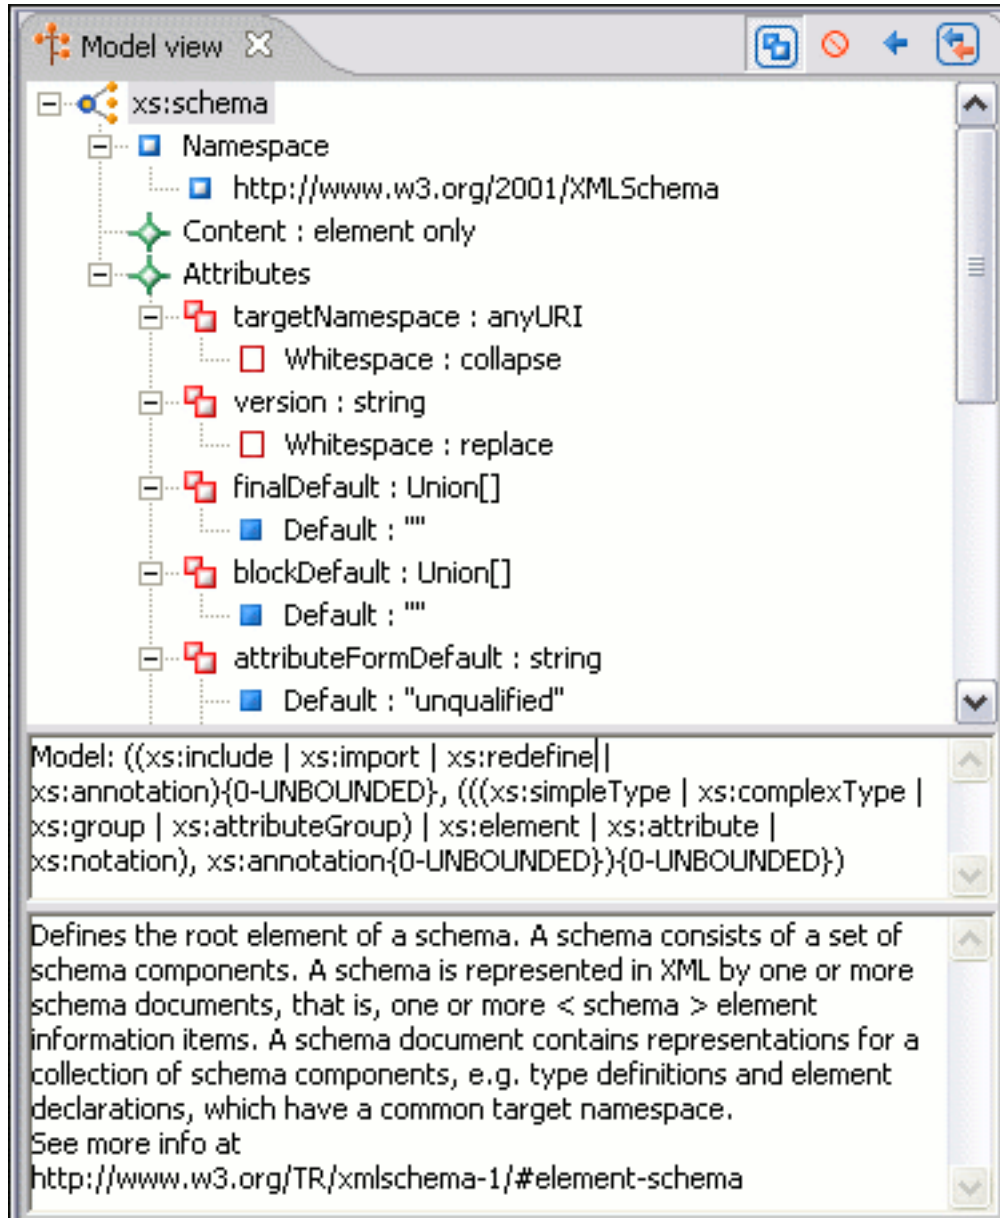 Model view
xs:schema
Namespace
http://www.w3.org/2001/XMLSchema
Content : element only
Attributes
targetNamespace : anyURI
Whitespace : collapse
version : string
Whitespace : replace
finalDefault : Union[]
Default : ""
blockDefault : Union[]
Default : ""
attributeFormDefault : string
Default : "unqualified"
Model: ((xs:include | xs:import | xs:redefine |
xs:annotation){0-UNBOUNDED}, (((xs:simpleType | xs:complexType |
xs:group | xs:attributeGroup) | xs:element | xs:attribute |
xs:notation), xs:annotation{0-UNBOUNDED}){0-UNBOUNDED})
Defines the root element of a schema. A schema consists of a set of
schema components. A schema is represented in XML by one or more
schema documents, that is, one or more < schema > element
information items. A schema document contains representations for a
collection of schema components, e.g. type definitions and element
declarations, which have a common target namespace.
See more info at
http://www.w3.org/TR/xmlschema-1/#element-schema